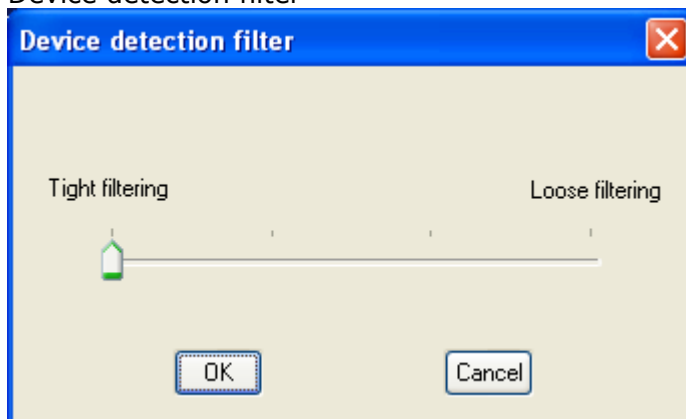 Device detection filter
Device detection filter
Tight filtering
Loose filtering
OK
Cancel